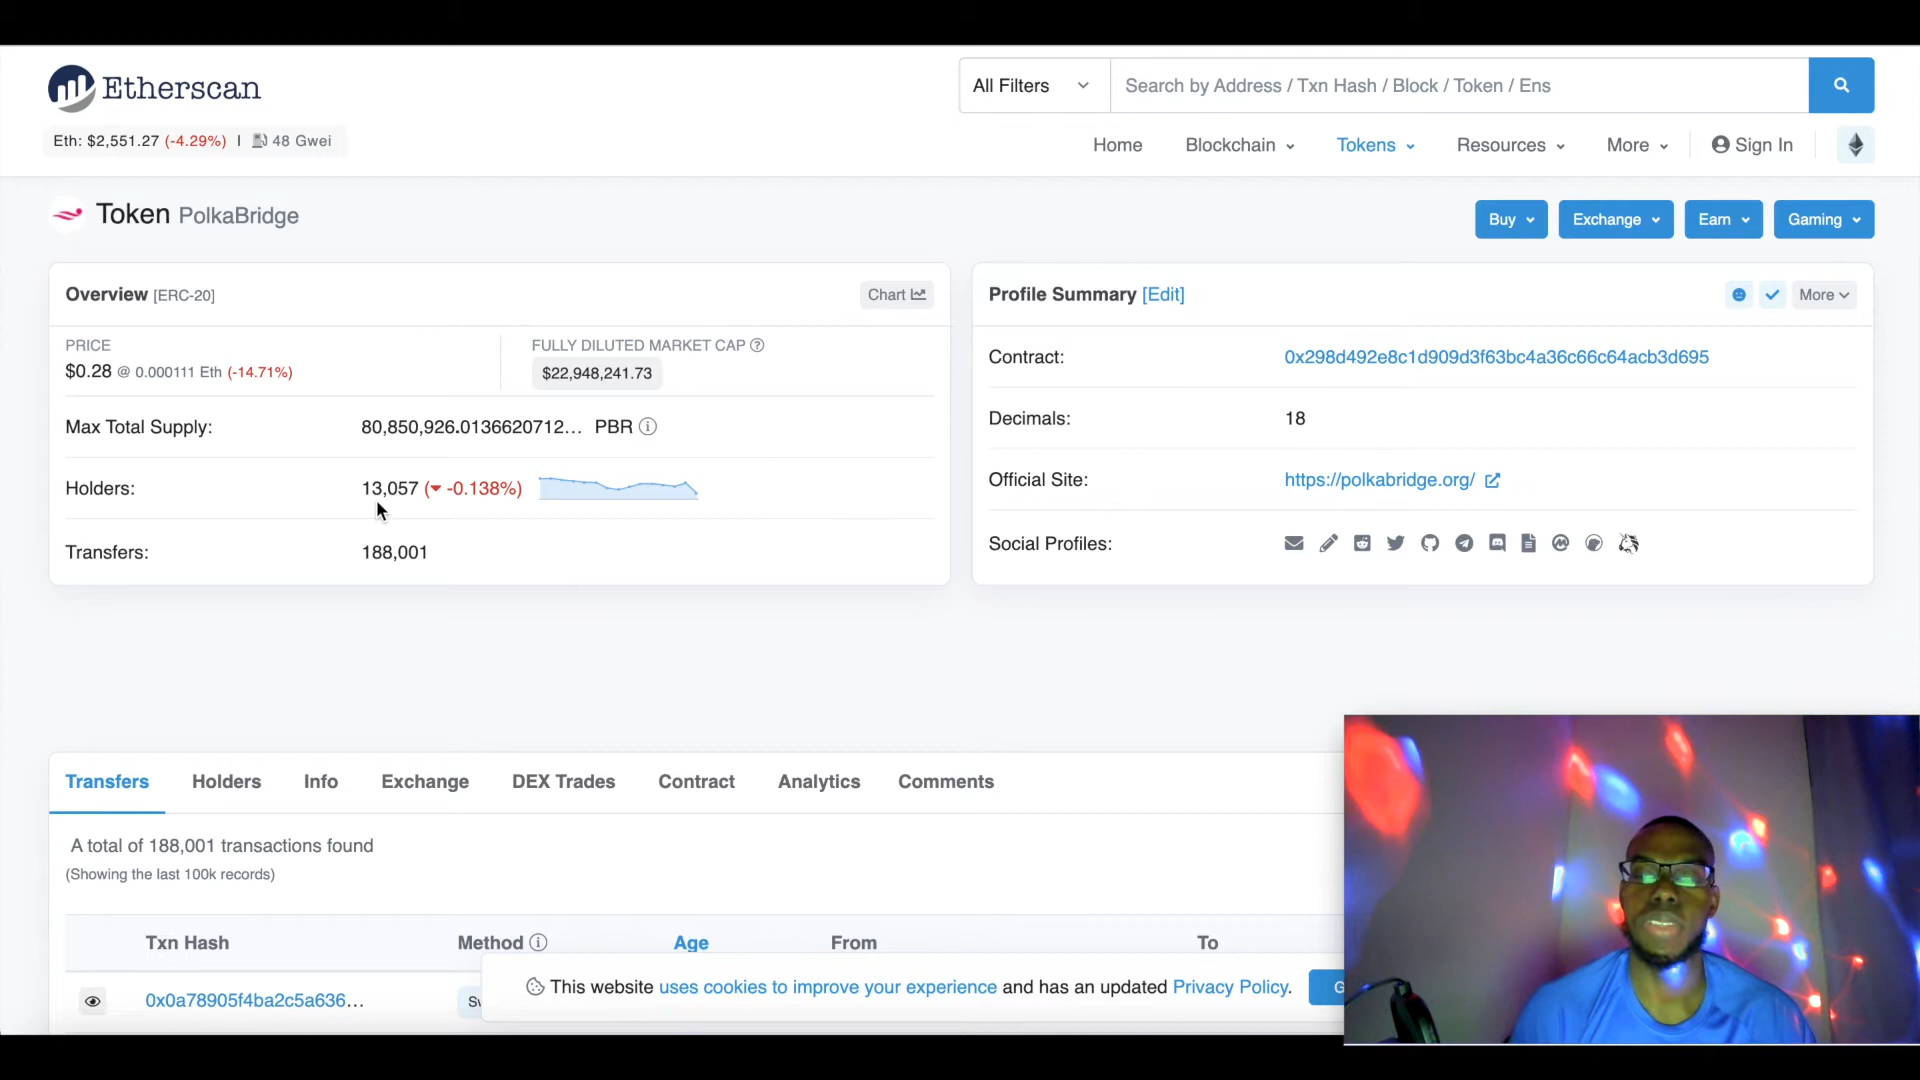 Etherscan
All Filters
Search by Address / Txn Hash / Block / Token / Ens
Eth: $2,551.27 (-4.29%) | 48 Gwei
Home
Blockchain
Tokens
Resources
More
Sign In
Token PolkaBridge
Buy
Exchange
Earn
Gaming
Overview [ERC-20]
Chart
PRICE
$0.28 @ 0.000111 Eth (-14.71%)
FULLY DILUTED MARKET CAP
$22,948,241.73
Max Total Supply:
80,850,926.0136620712... PBR
Holders:
13,057 (-0.138%)
Transfers:
188,001
Profile Summary [Edit]
More
Contract:
0x298d492e8c1d909d3f63bc4a36c66c64acb3d695
Decimals:
18
Official Site:
https://polkabridge.org/
Social Profiles:
Transfers
Holders
Info
Exchange
DEX Trades
Contract
Analytics
Comments
A total of 188,001 transactions found
(Showing the last 100k records)
Txn Hash
Method
Age
From
To
0x0a78905f4ba2c5a636...
This website uses cookies to improve your experience and has an updated Privacy Policy.